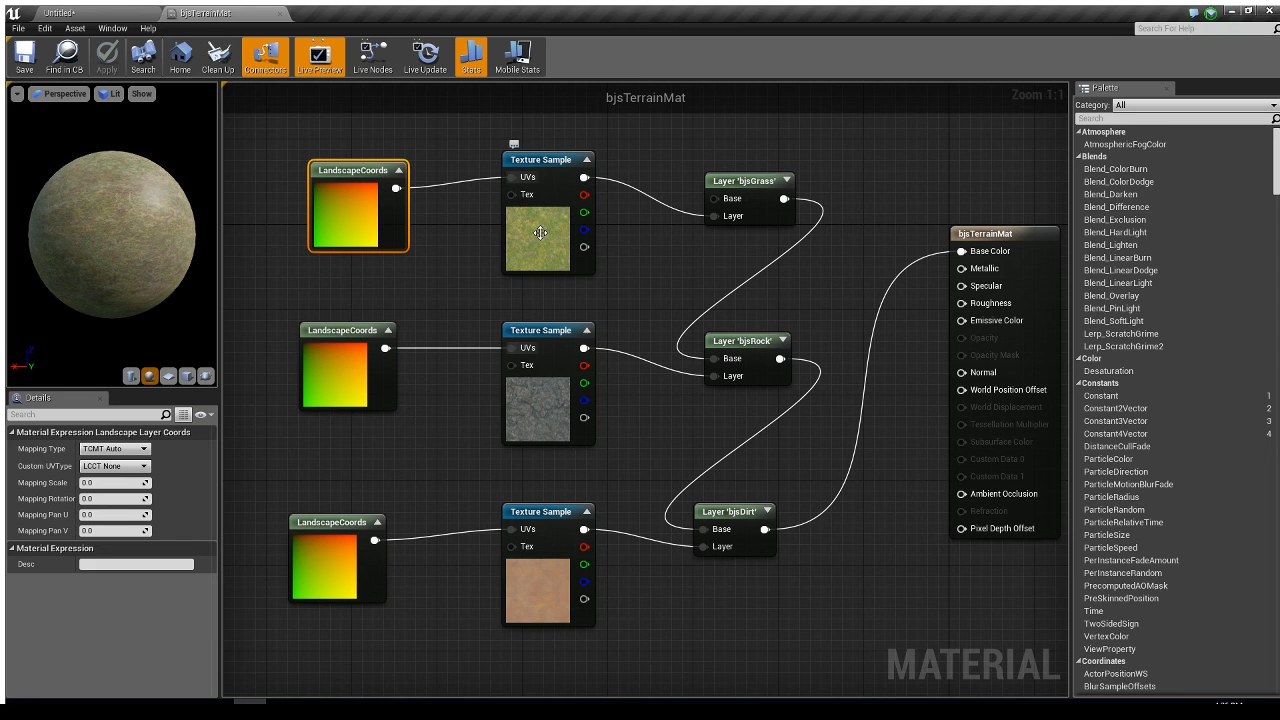 Untitled*
bjsTerrainMat
File Edit Asset Window Help
Search For Help
Save Find in CB Apply Search Home Clean Up Connectors Live Preview Live Nodes Live Update Stats Mobile Stats
Perspective Lit Show
bjsTerrainMat
Zoom 1:1
Z
Y
Details
Search
Material Expression Landscape Layer Coords
Mapping Type TCMT Auto
Custom UVType LCCT None
Mapping Scale 0.0
Mapping Rotation 0.0
Mapping Pan U 0.0
Mapping Pan V 0.0
Material Expression
Desc
LandscapeCoords
Texture Sample
UVs
Tex
Layer 'bjsGrass'
Base
Layer
LandscapeCoords
Texture Sample
UVs
Tex
Layer 'bjsRock'
Base
Layer
LandscapeCoords
Texture Sample
UVs
Tex
Layer 'bjsDirt'
Base
Layer
bjsTerrainMat
Base Color
Metallic
Specular
Roughness
Emissive Color
Opacity
Opacity Mask
Normal
World Position Offset
World Displacement
Tessellation Multiplier
Subsurface Color
Custom Data 0
Custom Data 1
Ambient Occlusion
Refraction
Pixel Depth Offset
MATERIAL
Palette
Category: All
Search
Atmosphere
AtmosphericFogColor
Blends
Blend_ColorBurn
Blend_ColorDodge
Blend_Darken
Blend_Difference
Blend_Exclusion
Blend_HardLight
Blend_Lighten
Blend_LinearBurn
Blend_LinearDodge
Blend_LinearLight
Blend_Overlay
Blend_PinLight
Blend_SoftLight
Lerp_ScratchGrime
Lerp_ScratchGrime2
Color
Desaturation
Constants
Constant 1
Constant2Vector 2
Constant3Vector 3
Constant4Vector 4
DistanceCullFade
ParticleColor
ParticleDirection
ParticleMotionBlurFade
ParticleRadius
ParticleRandom
ParticleRelativeTime
ParticleSize
ParticleSpeed
PerInstanceFadeAmount
PerInstanceRandom
PrecomputedAOMask
PreSkinnedPosition
Time
TwoSidedSign
VertexColor
ViewProperty
Coordinates
ActorPositionWS
BlurSampleOffsets